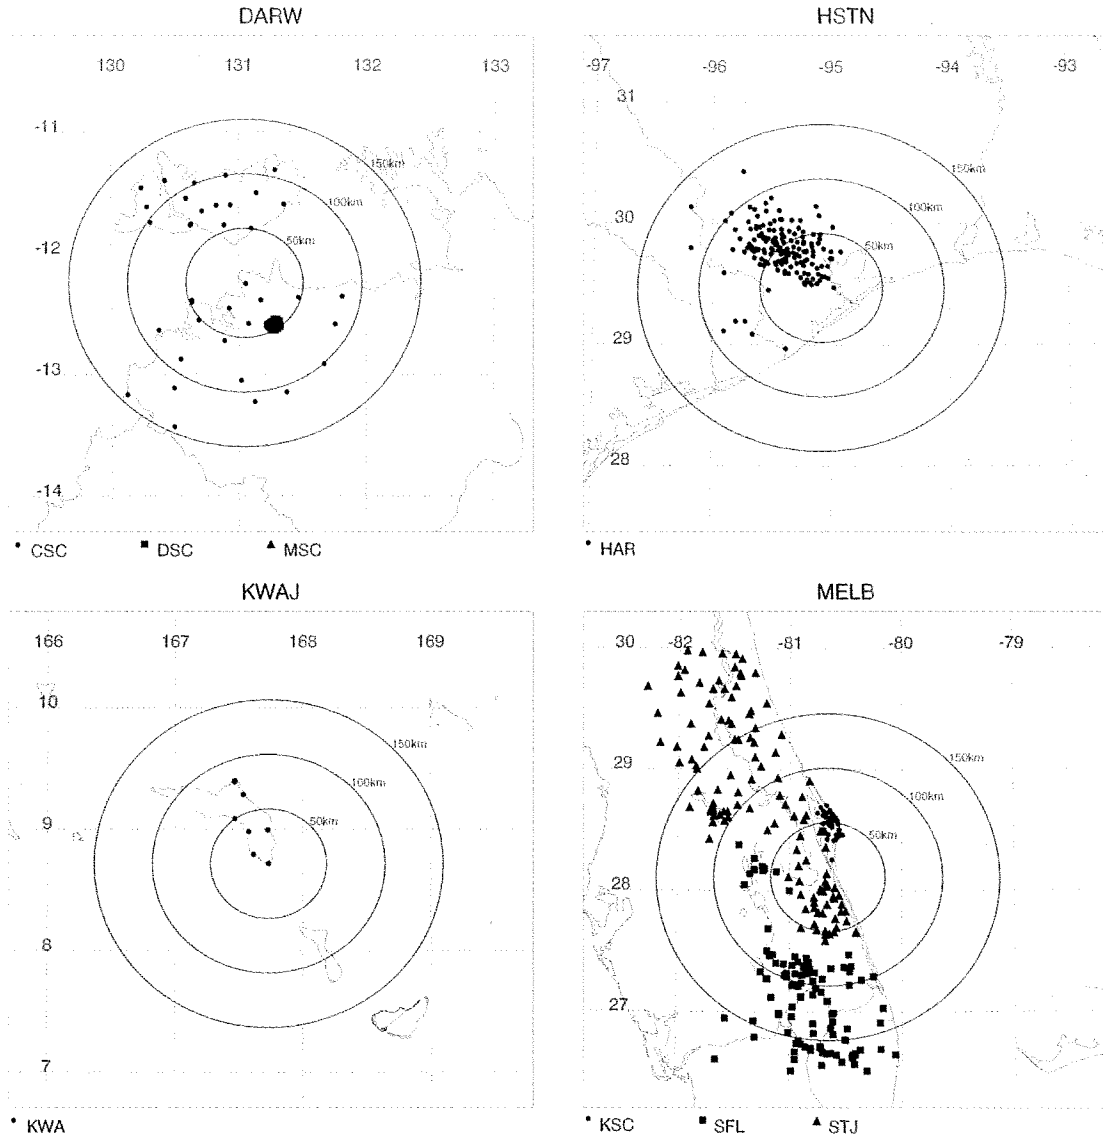 DARW
130 131 132 133
-11
-12
-13
-14
150km
100km
50km
CSC DSC MSC
HSTN
-97 -96 -95 -94 -93
31
30
29
28
150km
100km
50km
HAR
KWAJ
166 167 168 169
10
9
8
7
150km
100km
50km
KWA
MELB
30 -82 -81 -80 -79
29
28
27
150km
100km
50km
KSC SFL STJ